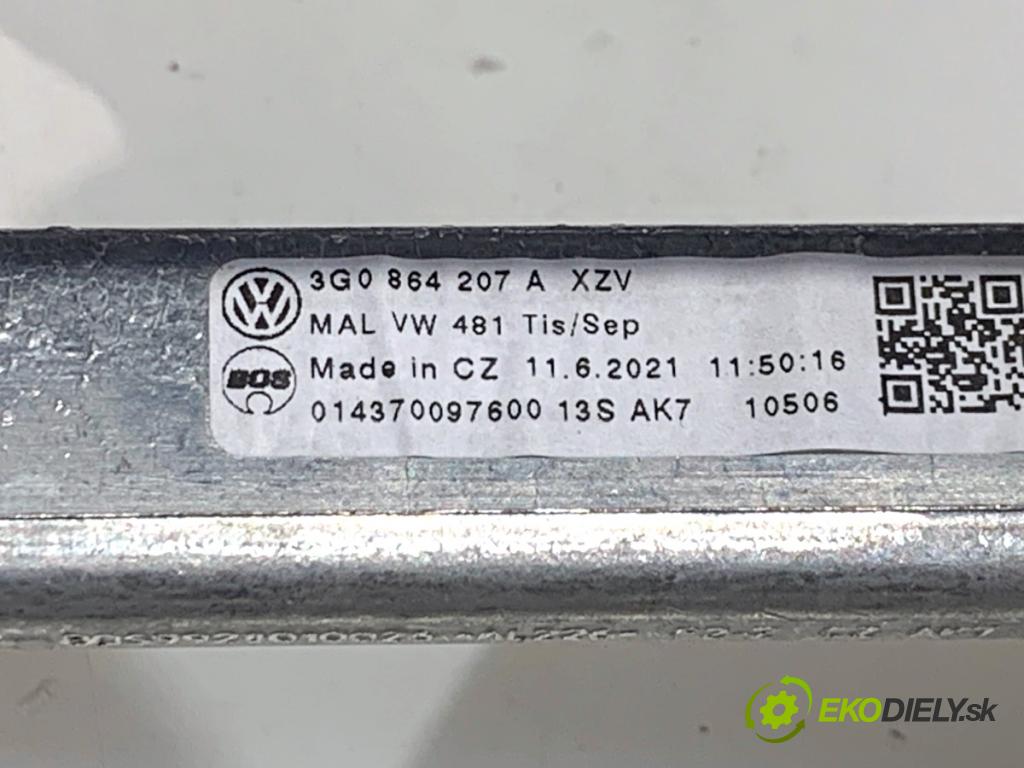 3G0 864 207 A XZV
MAL VW 481 Tis/Sep
BOS
Made in CZ 11.6.2021 11:50:16
014370097600 13S AK7 10506
EKODIELY.sk